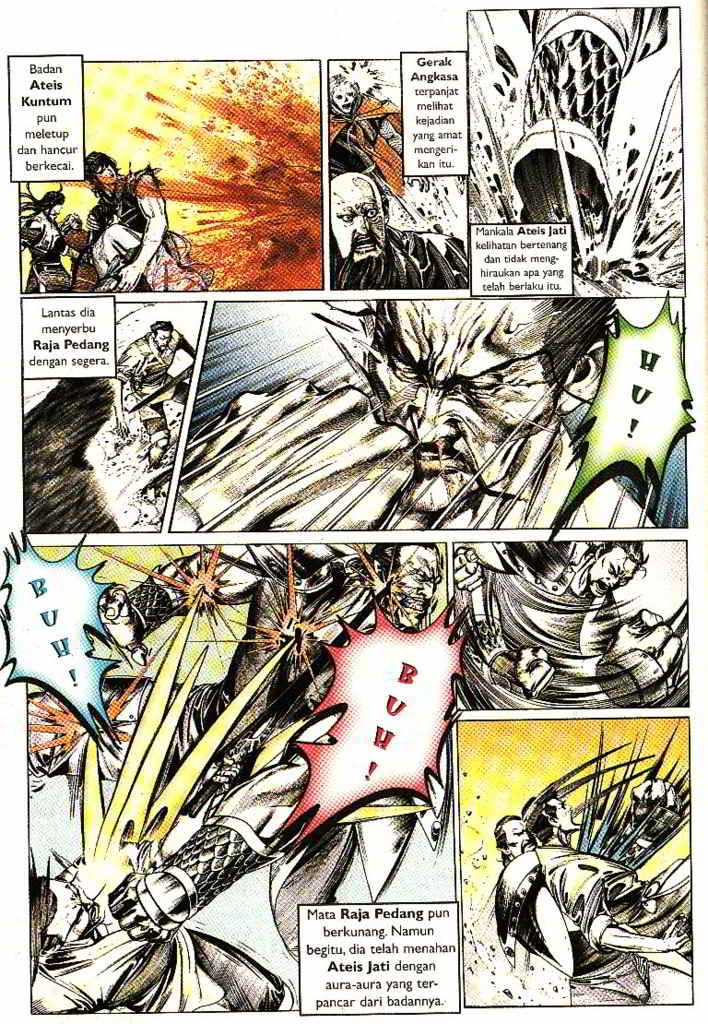 Badan
Ateis
Kuntum
pun
meletup
dan hancur
berkecai.
Gerak
Angkasa
terpanjat
melihat
kejadian
yang amat
mengeri-
kan itu.
Mankala Ateis Jati
kelihatan bertenang
dan tidak meng-
hiraukan apa yang
telah berlaku itu.
Lantas dia
menyerbu
Raja Pedang
dengan segera.
HU!
BUH!
BUH!
Mata Raja Pedang pun
berkunang. Namun
begitu, dia telah menahan
Ateis Jati dengan
aura-aura yang ter-
pancar dari badannya.